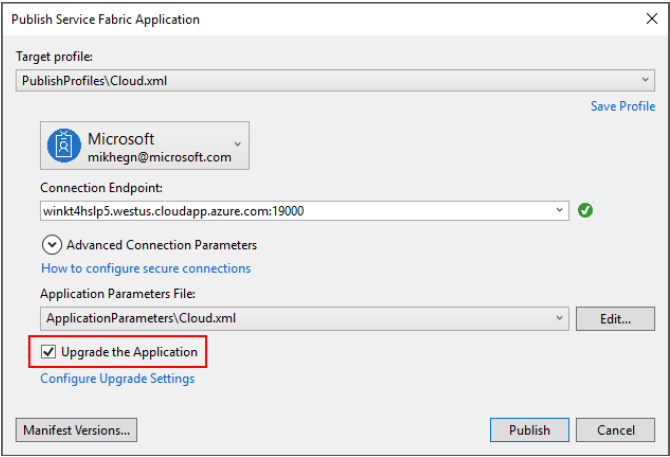 Publish Service Fabric Application
Target profile:
PublishProfiles\Cloud.xml
Save Profile
Microsoft
mikhegn@microsoft.com
Connection Endpoint:
winkt4hslp5.westus.cloudapp.azure.com:19000
Advanced Connection Parameters
How to configure secure connections
Application Parameters File:
ApplicationParameters\Cloud.xml
Edit...
Upgrade the Application
Configure Upgrade Settings
Manifest Versions...
Publish
Cancel